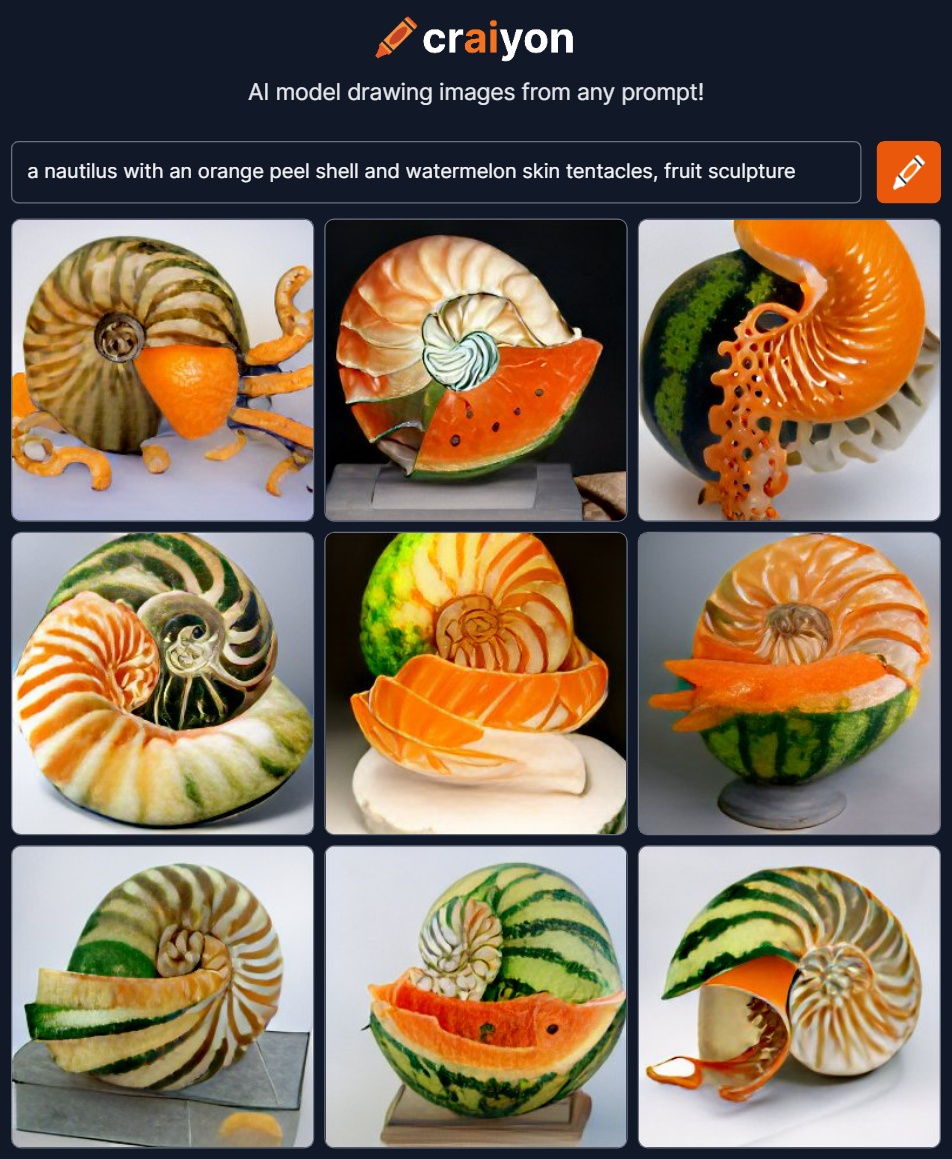 craiyon
AI model drawing images from any prompt!
a nautilus with an orange peel shell and watermelon skin tentacles, fruit sculpture